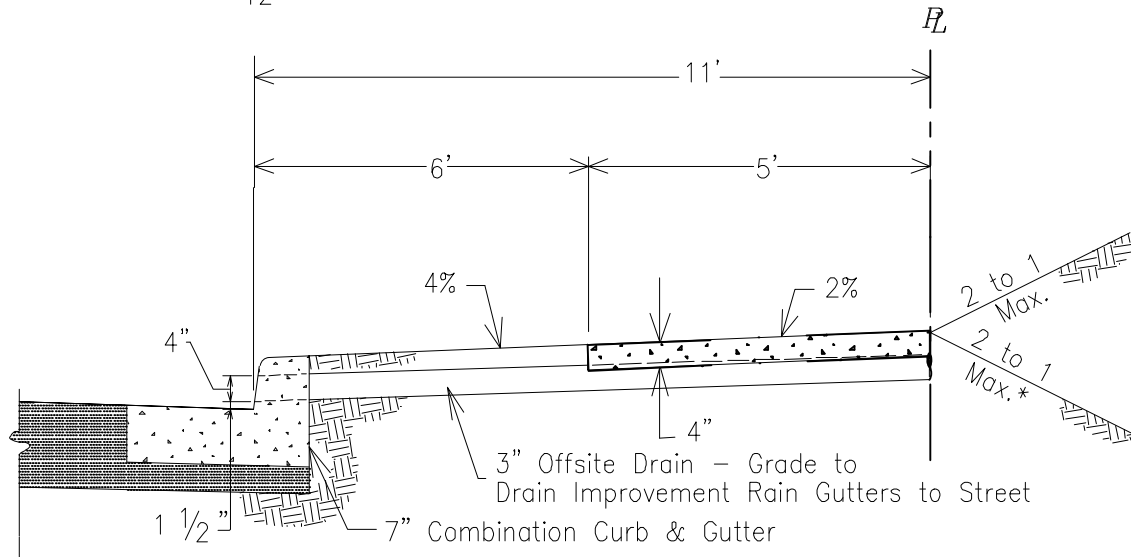 12
PL
11'
6'
5'
4%
2%
4"
2 to 1
Max.
2 to 1
Max.*
4"
3" Offsite Drain – Grade to
Drain Improvement Rain Gutters to Street
1 ½"
7" Combination Curb & Gutter